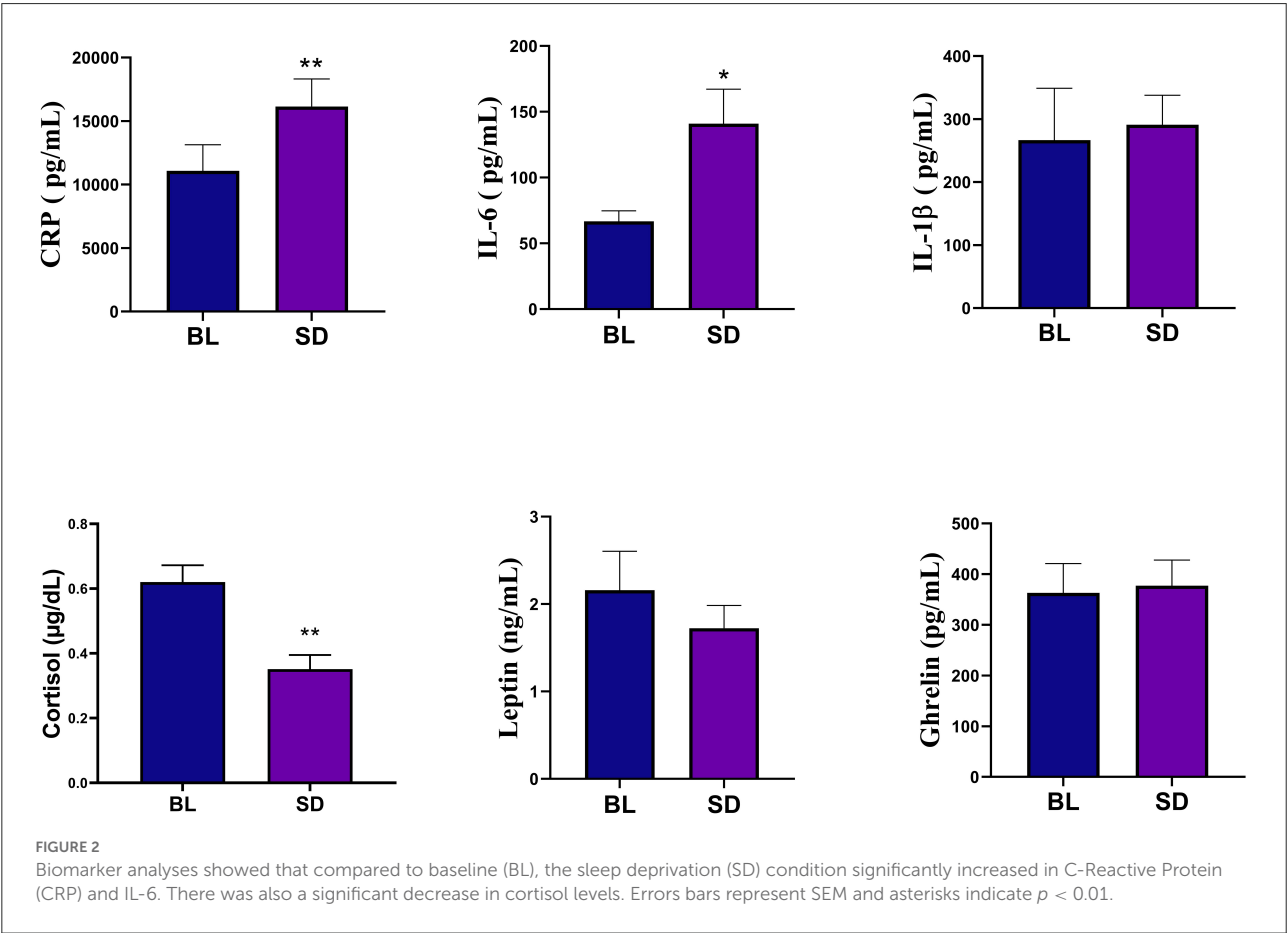 20000
15000
10000
5000
0
CRP ( pg/mL)
**
BL SD
200
150
100
50
0
IL-6 ( pg/mL)
*
BL SD
400
300
200
100
0
IL-1β ( pg/mL)
BL SD
0.8
0.6
0.4
0.2
0.0
Cortisol (µg/dL)
**
BL SD
3
2
1
0
Leptin (ng/mL)
BL SD
500
400
300
200
100
0
Ghrelin (pg/mL)
BL SD
FIGURE 2
Biomarker analyses showed that compared to baseline (BL), the sleep deprivation (SD) condition significantly increased in C-Reactive Protein
(CRP) and IL-6. There was also a significant decrease in cortisol levels. Errors bars represent SEM and asterisks indicate p < 0.01.